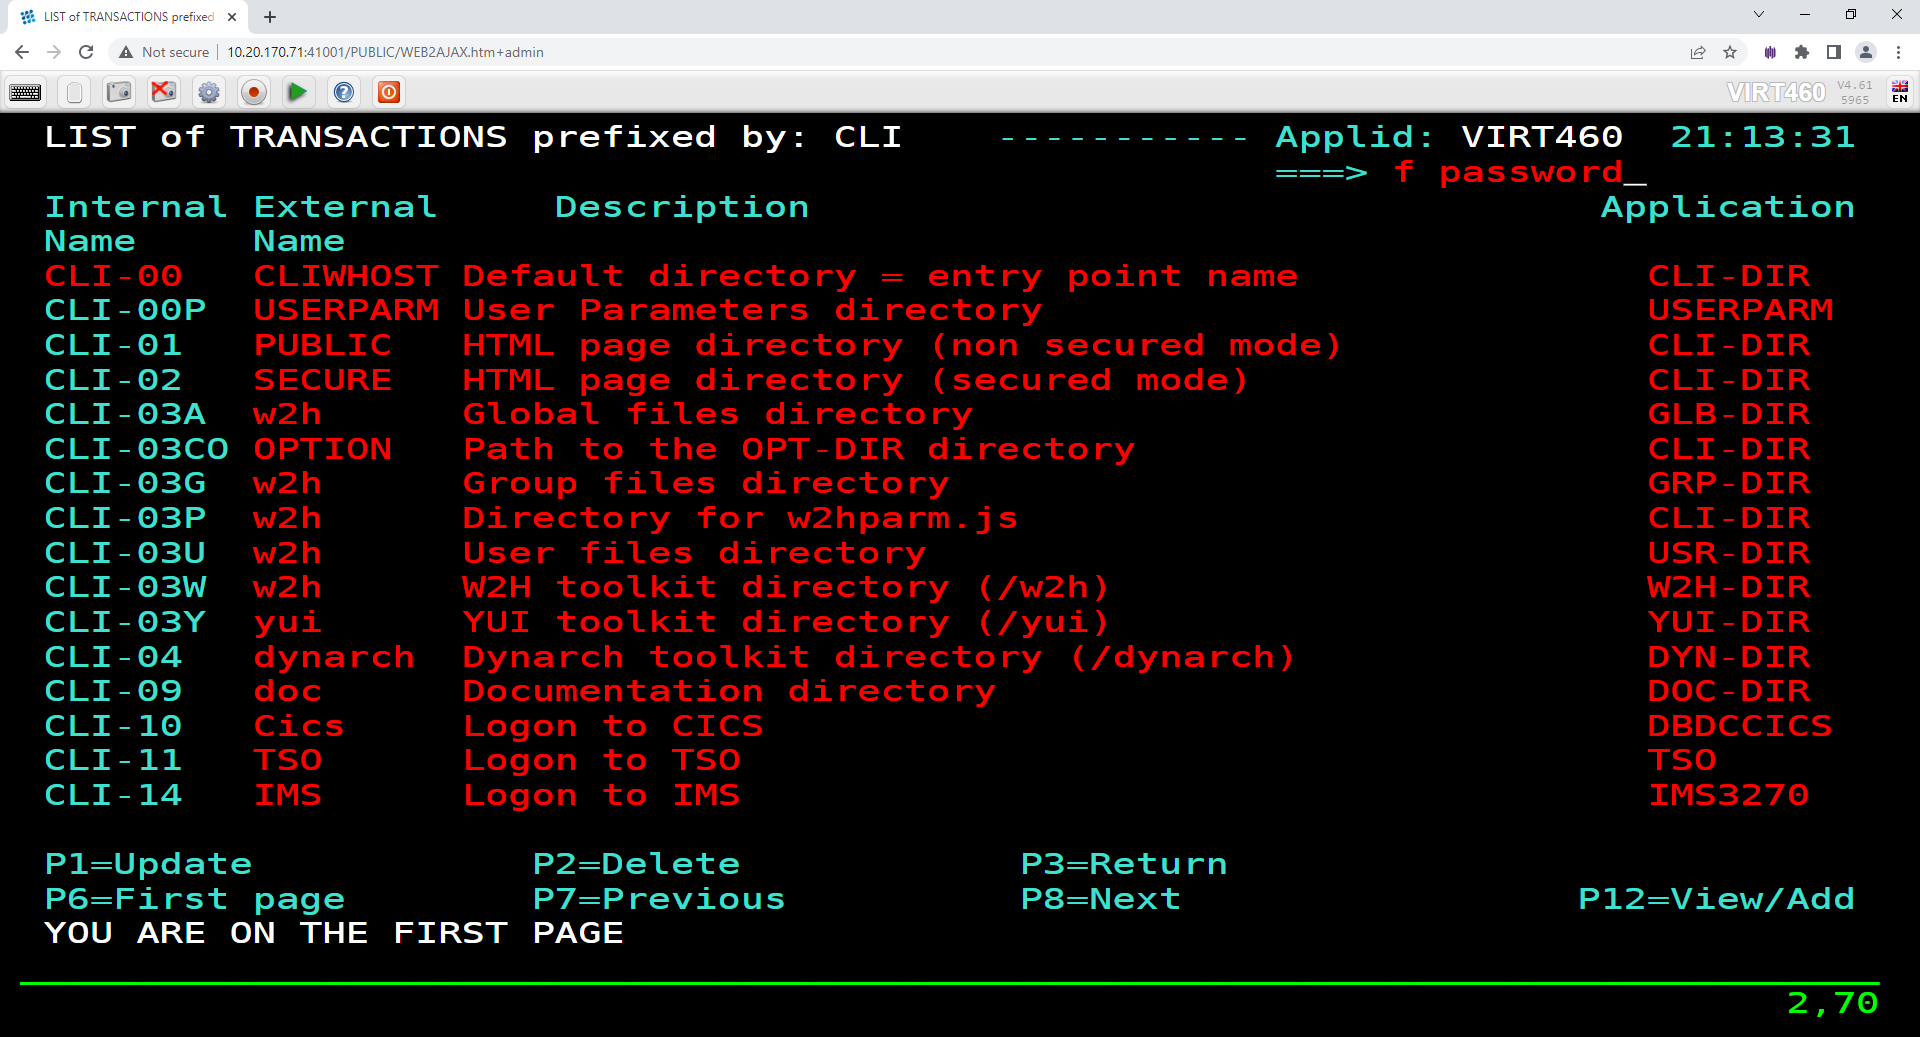 LIST of TRANSACTIONS prefixed
Not secure 10.20.170.71:41001/PUBLIC/WEB2AJAX.htm+admin
VIRT460 V4.61 5965 EN
LIST of TRANSACTIONS prefixed by: CLI ----------- Applid: VIRT460 21:13:31
===> f password_
Internal External Description Application
Name Name
CLI-00 CLIWHOST Default directory = entry point name CLI-DIR
CLI-00P USERPARM User Parameters directory USERPARM
CLI-01 PUBLIC HTML page directory (non secured mode) CLI-DIR
CLI-02 SECURE HTML page directory (secured mode) CLI-DIR
CLI-03A w2h Global files directory GLB-DIR
CLI-03CO OPTION Path to the OPT-DIR directory CLI-DIR
CLI-03G w2h Group files directory GRP-DIR
CLI-03P w2h Directory for w2hparm.js CLI-DIR
CLI-03U w2h User files directory USR-DIR
CLI-03W w2h W2H toolkit directory (/w2h) W2H-DIR
CLI-03Y yui YUI toolkit directory (/yui) YUI-DIR
CLI-04 dynarch Dynarch toolkit directory (/dynarch) DYN-DIR
CLI-09 doc Documentation directory DOC-DIR
CLI-10 Cics Logon to CICS DBDCCICS
CLI-11 TSO Logon to TSO TSO
CLI-14 IMS Logon to IMS IMS3270
P1=Update P2=Delete P3=Return
P6=First page P7=Previous P8=Next P12=View/Add
YOU ARE ON THE FIRST PAGE
2,70